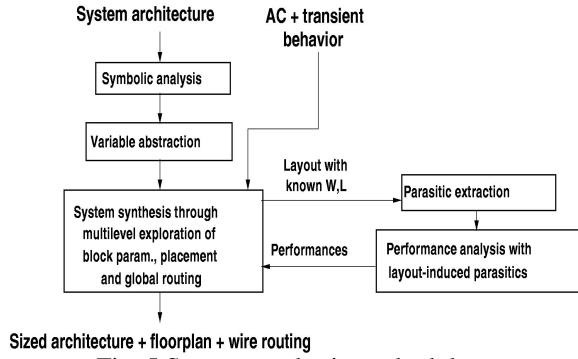 System architecture
AC + transient
behavior
Symbolic analysis
Variable abstraction
Layout with
known W,L
Parasitic extraction
System synthesis through
multilevel exploration of
block param., placement
and global routing
Performances
Performance analysis with
layout-induced parasitics
Sized architecture + floorplan + wire routing